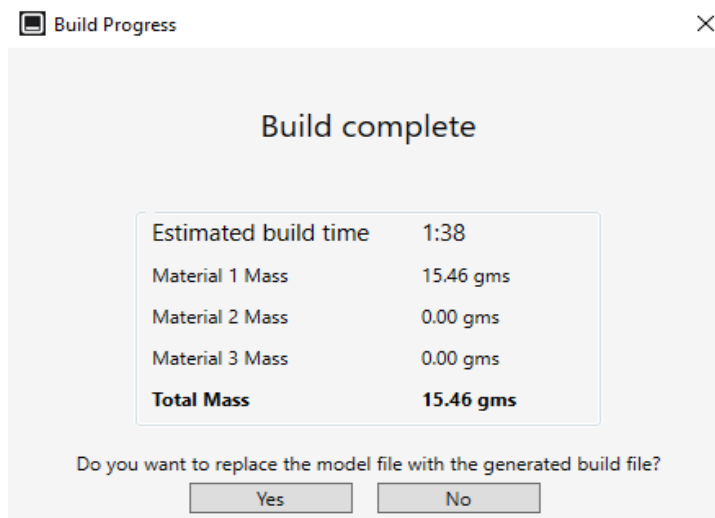 Build Progress
Build complete
Estimated build time 1:38
Material 1 Mass 15.46 gms
Material 2 Mass 0.00 gms
Material 3 Mass 0.00 gms
Total Mass 15.46 gms
Do you want to replace the model file with the generated build file?
Yes No